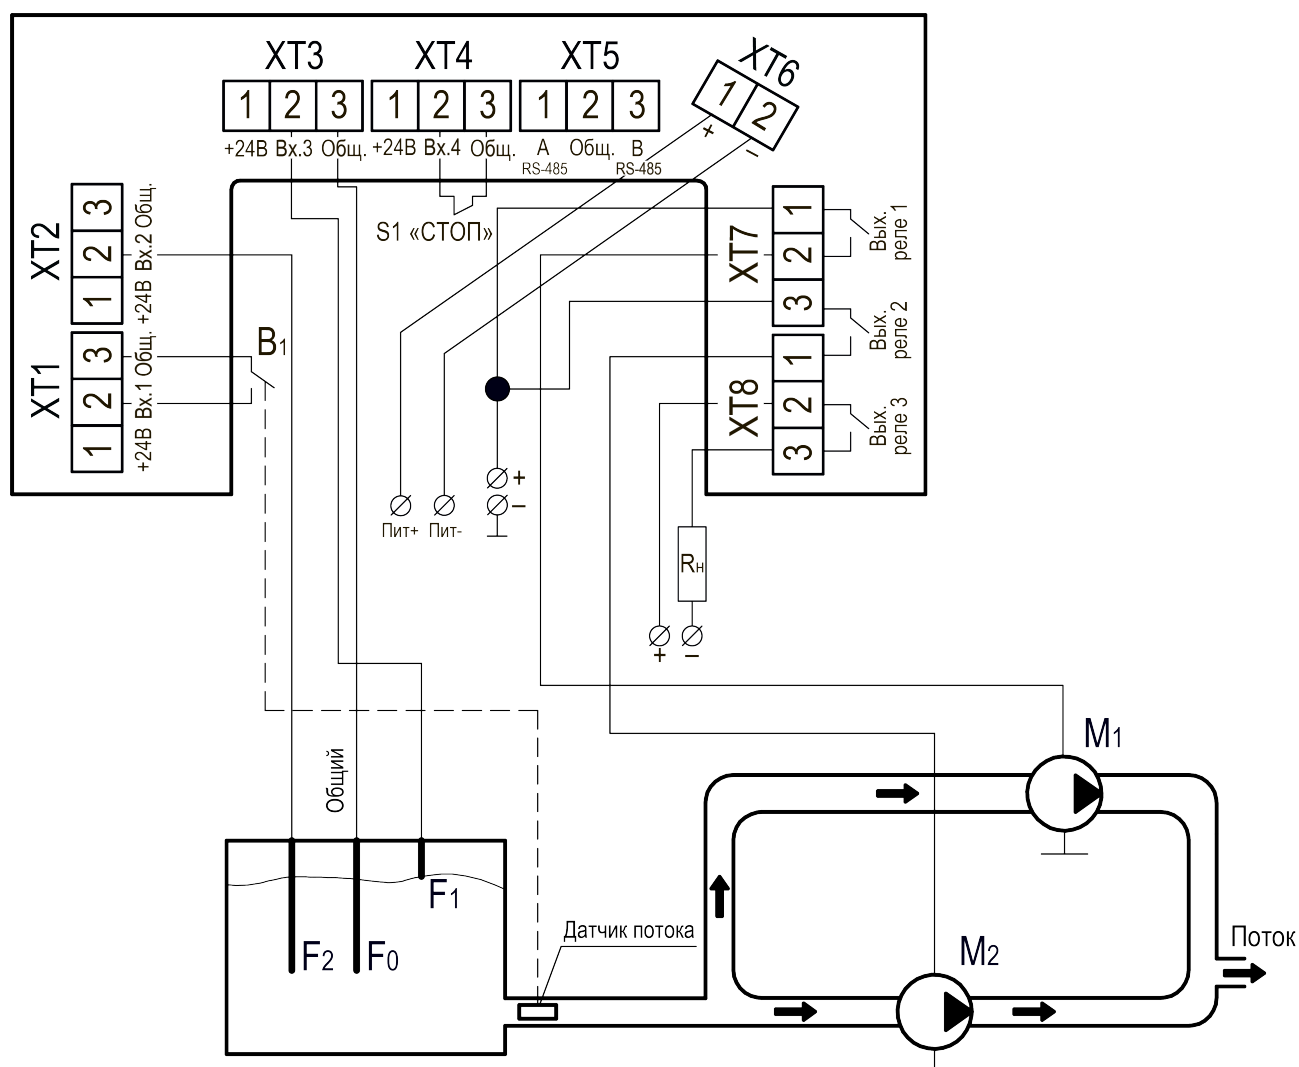 XT3
XT4
XT5
XT6
1 2 3
1 2 3
1 2 3
1 2
+24В Вх.3 Общ.
+24В Вх.4 Общ.
A Общ. B
RS-485 RS-485
+
–
S1 «СТОП»
XT2
3 Общ.
2 Вх.2
1 +24В
XT1
3 Общ.
2 Вх.1
1 +24В
B1
XT7
1
2
3
Вых.
реле 1
Вых.
реле 2
XT8
1
2
3
Вых.
реле 3
Пит+
Пит-
+
–
Rн
+
–
Общий
M1
F1
F2
F0
Датчик потока
M2
Поток